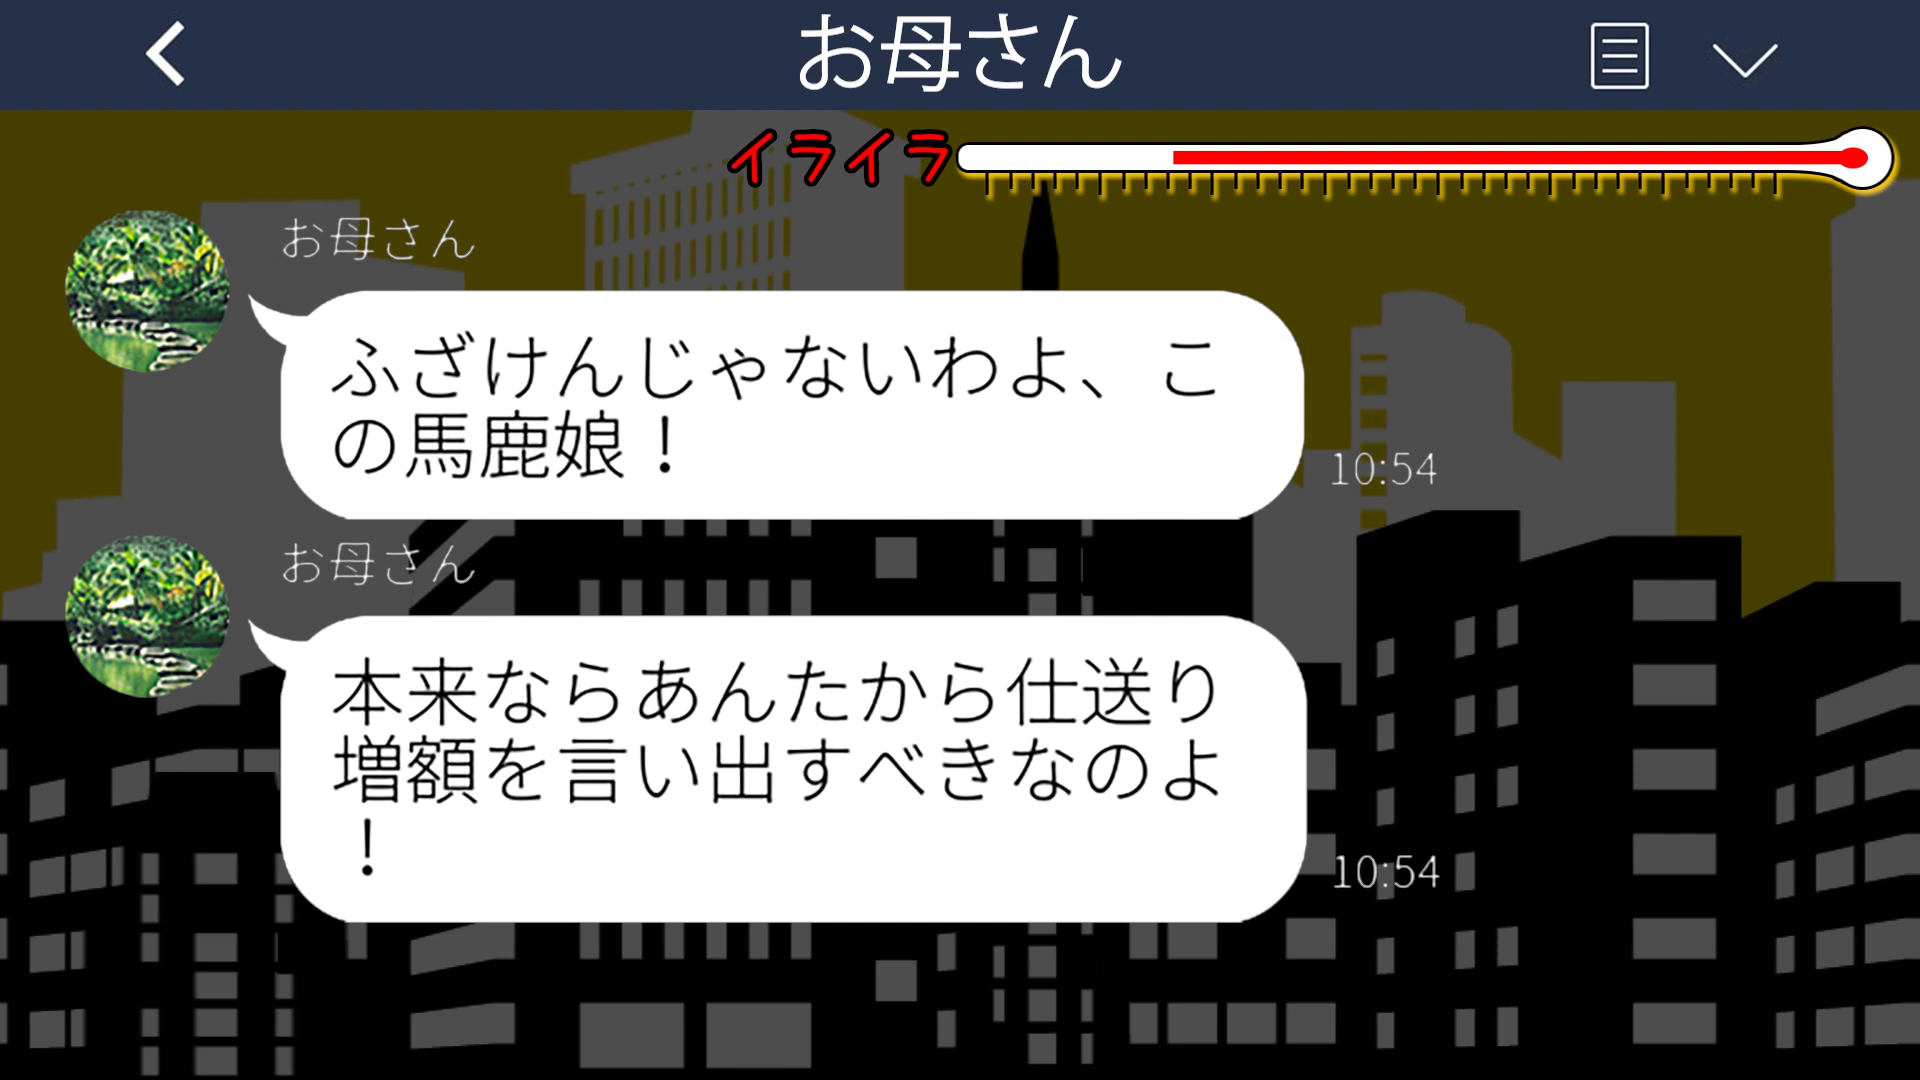 お母さん
イライラ
お母さん
ふざけんじゃないわよ、こ
の馬鹿娘！
10:54
お母さん
本来ならあんたから仕送り
増額を言い出すべきなのよ
！
10:54